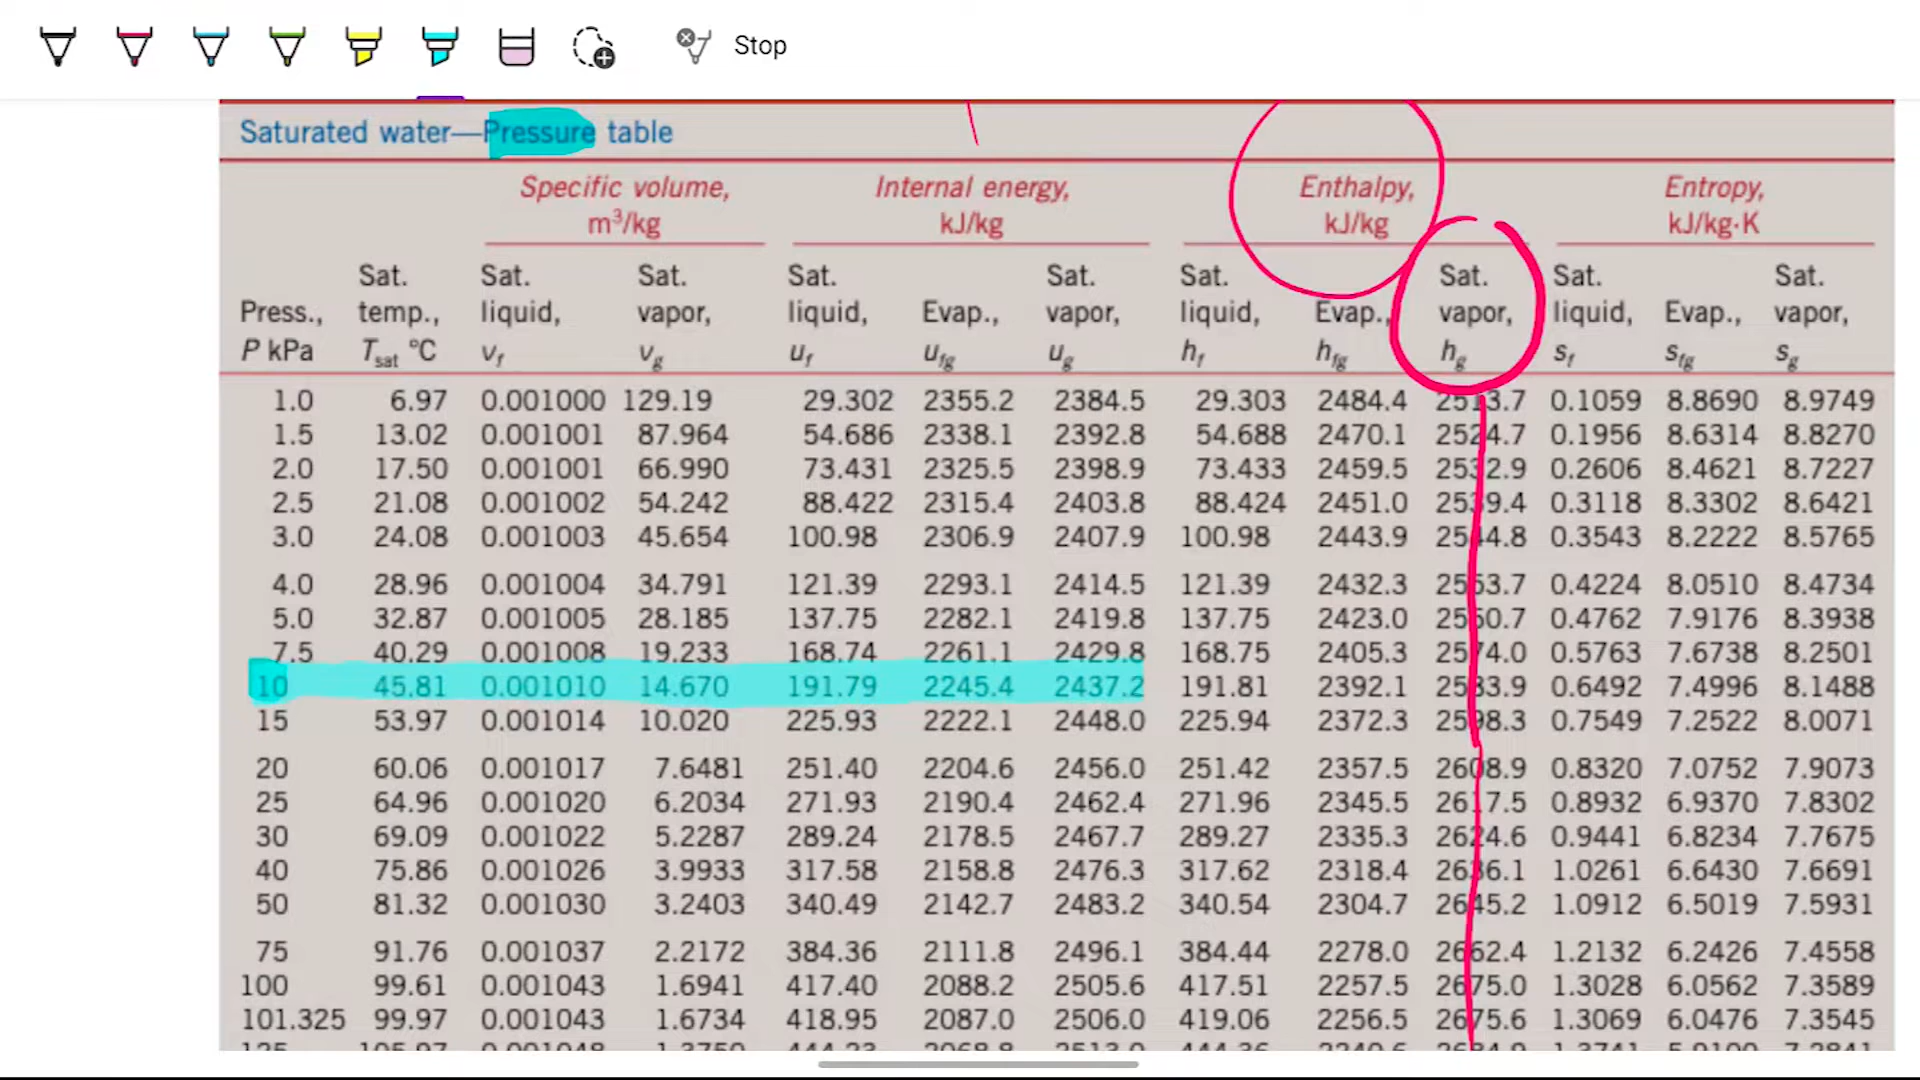 Stop
Saturated water—Pressure table
Specific volume, Internal energy, Enthalpy, Entropy,
m³/kg kJ/kg kJ/kg kJ/kg·K
Sat. Sat. Sat. Sat. Sat. Sat. Sat. Sat. Sat.
Press., temp., liquid, vapor, liquid, Evap., vapor, liquid, Evap., vapor, liquid, Evap., vapor,
P kPa Tsat °C vf vg uf ufg ug hf hfg hg sf sfg sg
1.0 6.97 0.001000 129.19 29.302 2355.2 2384.5 29.303 2484.4 2513.7 0.1059 8.8690 8.9749
1.5 13.02 0.001001 87.964 54.686 2338.1 2392.8 54.688 2470.1 2524.7 0.1956 8.6314 8.8270
2.0 17.50 0.001001 66.990 73.431 2325.5 2398.9 73.433 2459.5 2532.9 0.2606 8.4621 8.7227
2.5 21.08 0.001002 54.242 88.422 2315.4 2403.8 88.424 2451.0 2539.4 0.3118 8.3302 8.6421
3.0 24.08 0.001003 45.654 100.98 2306.9 2407.9 100.98 2443.9 2544.8 0.3543 8.2222 8.5765
4.0 28.96 0.001004 34.791 121.39 2293.1 2414.5 121.39 2432.3 2553.7 0.4224 8.0510 8.4734
5.0 32.87 0.001005 28.185 137.75 2282.1 2419.8 137.75 2423.0 2560.7 0.4762 7.9176 8.3938
7.5 40.29 0.001008 19.233 168.74 2261.1 2429.8 168.75 2405.3 2574.0 0.5763 7.6738 8.2501
10 45.81 0.001010 14.670 191.79 2245.4 2437.2 191.81 2392.1 2583.9 0.6492 7.4996 8.1488
15 53.97 0.001014 10.020 225.93 2222.1 2448.0 225.94 2372.3 2598.3 0.7549 7.2522 8.0071
20 60.06 0.001017 7.6481 251.40 2204.6 2456.0 251.42 2357.5 2608.9 0.8320 7.0752 7.9073
25 64.96 0.001020 6.2034 271.93 2190.4 2462.4 271.96 2345.5 2617.5 0.8932 6.9370 7.8302
30 69.09 0.001022 5.2287 289.24 2178.5 2467.7 289.27 2335.3 2624.6 0.9441 6.8234 7.7675
40 75.86 0.001026 3.9933 317.58 2158.8 2476.3 317.62 2318.4 2636.1 1.0261 6.6430 7.6691
50 81.32 0.001030 3.2403 340.49 2142.7 2483.2 340.54 2304.7 2645.2 1.0912 6.5019 7.5931
75 91.76 0.001037 2.2172 384.36 2111.8 2496.1 384.44 2278.0 2662.4 1.2132 6.2426 7.4558
100 99.61 0.001043 1.6941 417.40 2088.2 2505.6 417.51 2257.5 2675.0 1.3028 6.0562 7.3589
101.325 99.97 0.001043 1.6734 418.95 2087.0 2506.0 419.06 2256.5 2675.6 1.3069 6.0476 7.3545